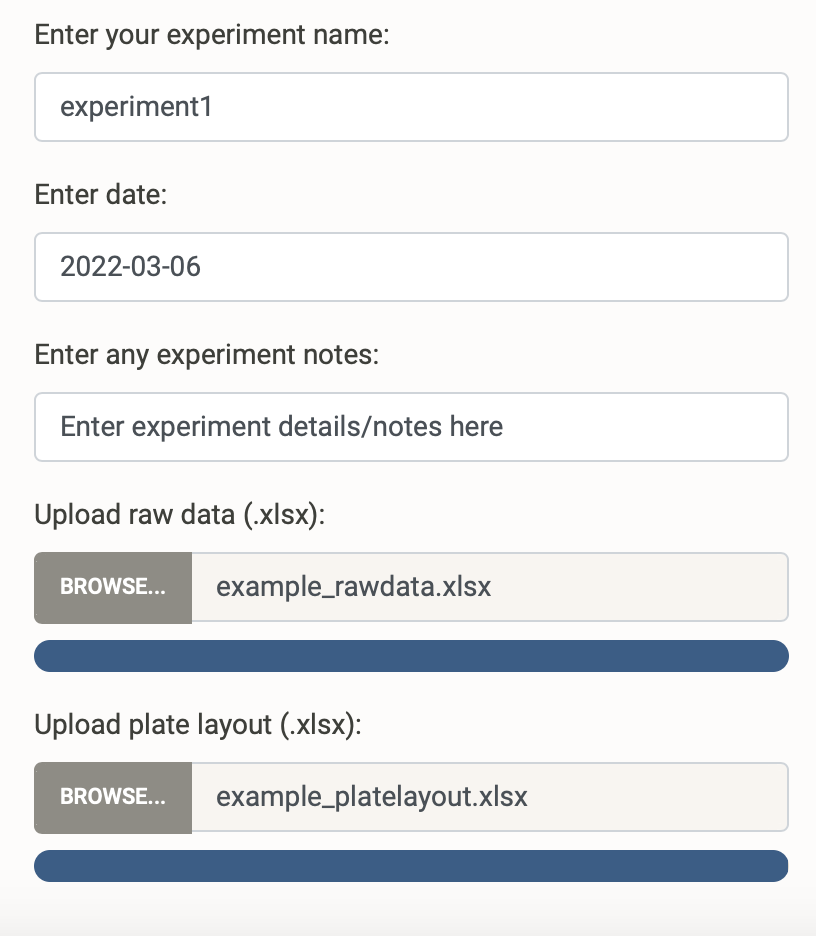 Enter your experiment name:
experiment1
Enter date:
2022-03-06
Enter any experiment notes:
Enter experiment details/notes here
Upload raw data (.xlsx):
BROWSE... example_rawdata.xlsx
Upload plate layout (.xlsx):
BROWSE... example_platelayout.xlsx